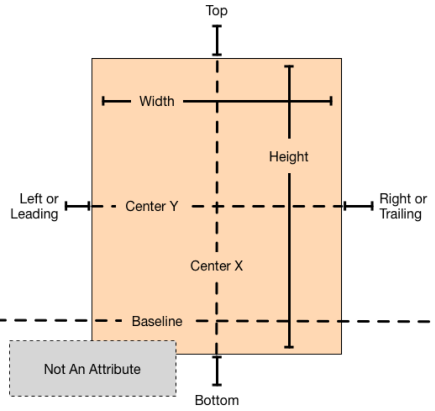 Top
Width
Height
Left or
Leading
Center Y
Right or
Trailing
Center X
Baseline
Not An Attribute
Bottom